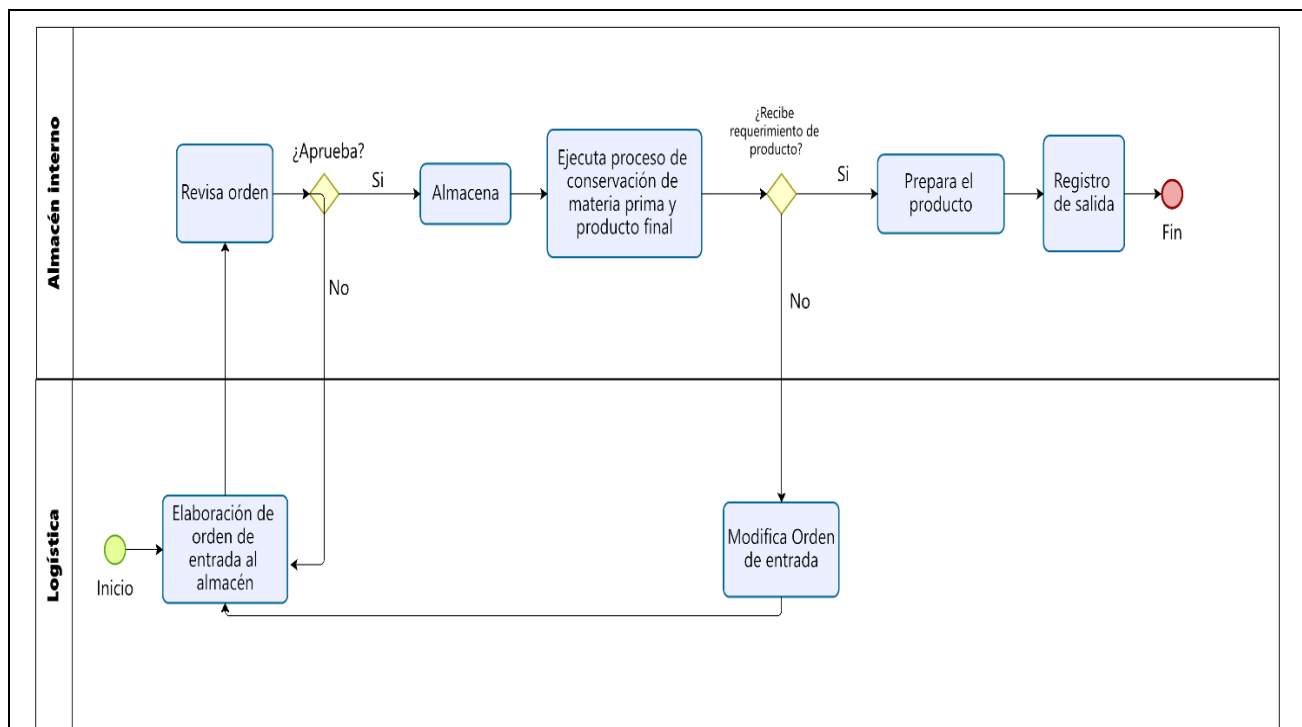 Almacén interno
Revisa orden
¿Aprueba?
Si
No
Almacena
Ejecuta proceso de
conservación de
materia prima y
producto final
¿Recibe
requerimiento de
producto?
Si
No
Prepara el
producto
Registro
de salida
Fin
Logística
Inicio
Elaboración de
orden de
entrada al
almacén
Modifica Orden
de entrada